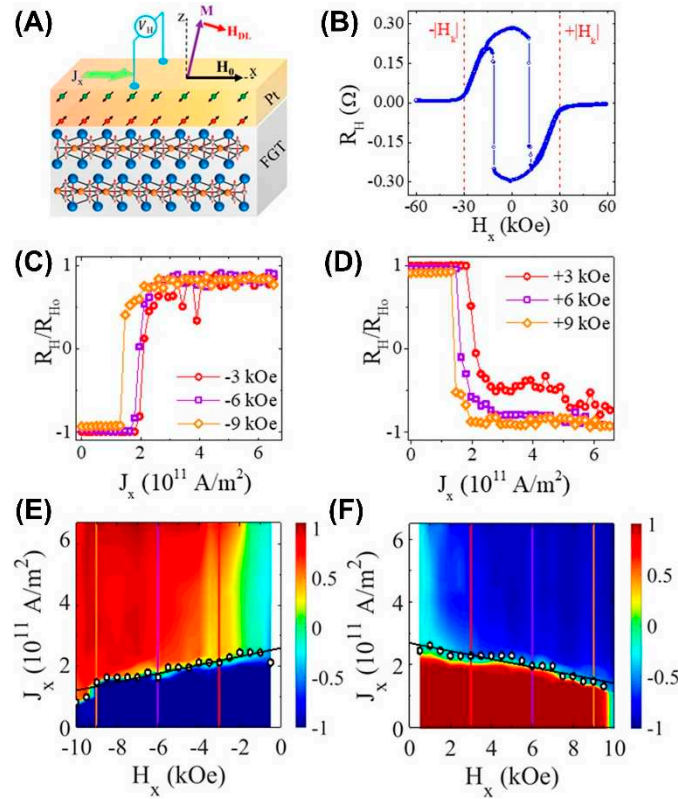 (A)
V_H
z
M
H_DL
J_x
H_0
x
Pt
FGT
(B)
-|H_k|
+|H_k|
0.30
0.15
0.00
-0.15
-0.30
R_H (Ω)
-60 -30 0 30 60
H_x (kOe)
(C)
1
0
-1
R_H/R_Ho
-3 kOe
-6 kOe
-9 kOe
0 2 4 6
J_x (10^11 A/m^2)
(D)
1
0
-1
R_H/R_Ho
+3 kOe
+6 kOe
+9 kOe
0 2 4 6
J_x (10^11 A/m^2)
(E)
6
4
2
0
J_x (10^11 A/m^2)
-10 -8 -6 -4 -2 0
H_x (kOe)
1
0.5
0
-0.5
-1
(F)
6
4
2
0
J_x (10^11 A/m^2)
0 2 4 6 8 10
H_x (kOe)
1
0.5
0
-0.5
-1